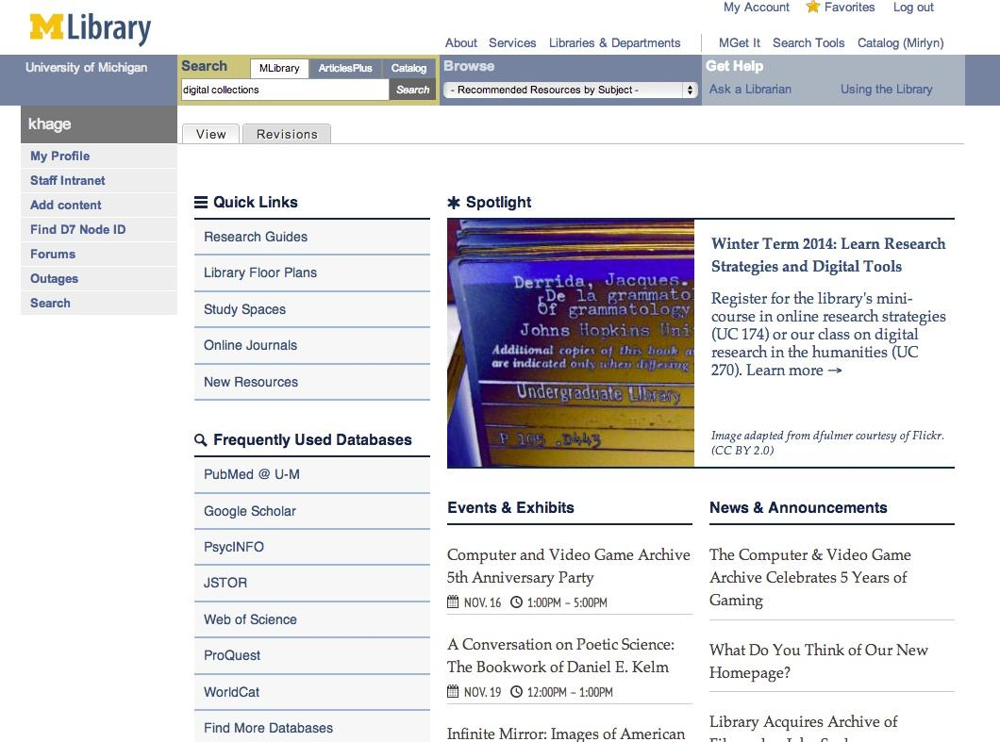 My Account Favorites Log out
M Library
About Services Libraries & Departments MGet It Search Tools Catalog (Mirlyn)
University of Michigan
Search MLibrary ArticlesPlus Catalog
digital collections Search
Browse
- Recommended Resources by Subject -
Get Help
Ask a Librarian Using the Library
khage
My Profile
Staff Intranet
Add content
Find D7 Node ID
Forums
Outages
Search
View Revisions
Quick Links
Research Guides
Library Floor Plans
Study Spaces
Online Journals
New Resources
Frequently Used Databases
PubMed @ U-M
Google Scholar
PsycINFO
JSTOR
Web of Science
ProQuest
WorldCat
Find More Databases
Spotlight
Derrida, Jacques.
De la grammato
Of grammatology
Johns Hopkins Uni
Additional copies of this book a
are indicated only when differing
Undergraduate Library
P 105 .D443
Winter Term 2014: Learn Research
Strategies and Digital Tools
Register for the library's mini-
course in online research strategies
(UC 174) or our class on digital
research in the humanities (UC
270). Learn more →
Image adapted from dfulmer courtesy of Flickr.
(CC BY 2.0)
Events & Exhibits
Computer and Video Game Archive
5th Anniversary Party
NOV. 16 1:00PM – 5:00PM
A Conversation on Poetic Science:
The Bookwork of Daniel E. Kelm
NOV. 19 12:00PM – 1:00PM
Infinite Mirror: Images of American
News & Announcements
The Computer & Video Game
Archive Celebrates 5 Years of
Gaming
What Do You Think of Our New
Homepage?
Library Acquires Archive of